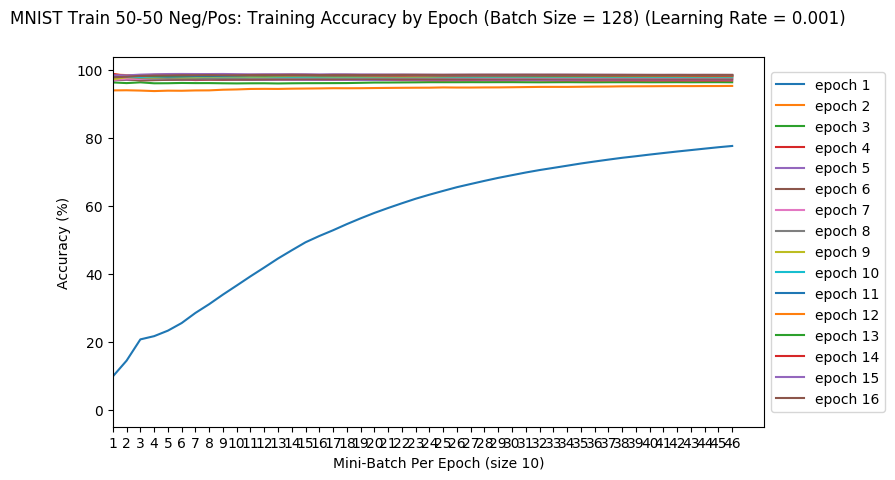 MNIST Train 50-50 Neg/Pos: Training Accuracy by Epoch (Batch Size = 128) (Learning Rate = 0.001)
100
80
60
40
20
0
Accuracy (%)
1 2 3 4 5 6 7 8 9 10 11 12 13 14 15 16 17 18 19 20 21 22 23 24 25 26 27 28 29 30 31 32 33 34 35 36 37 38 39 40 41 42 43 44 45 46
Mini-Batch Per Epoch (size 10)
epoch 1
epoch 2
epoch 3
epoch 4
epoch 5
epoch 6
epoch 7
epoch 8
epoch 9
epoch 10
epoch 11
epoch 12
epoch 13
epoch 14
epoch 15
epoch 16